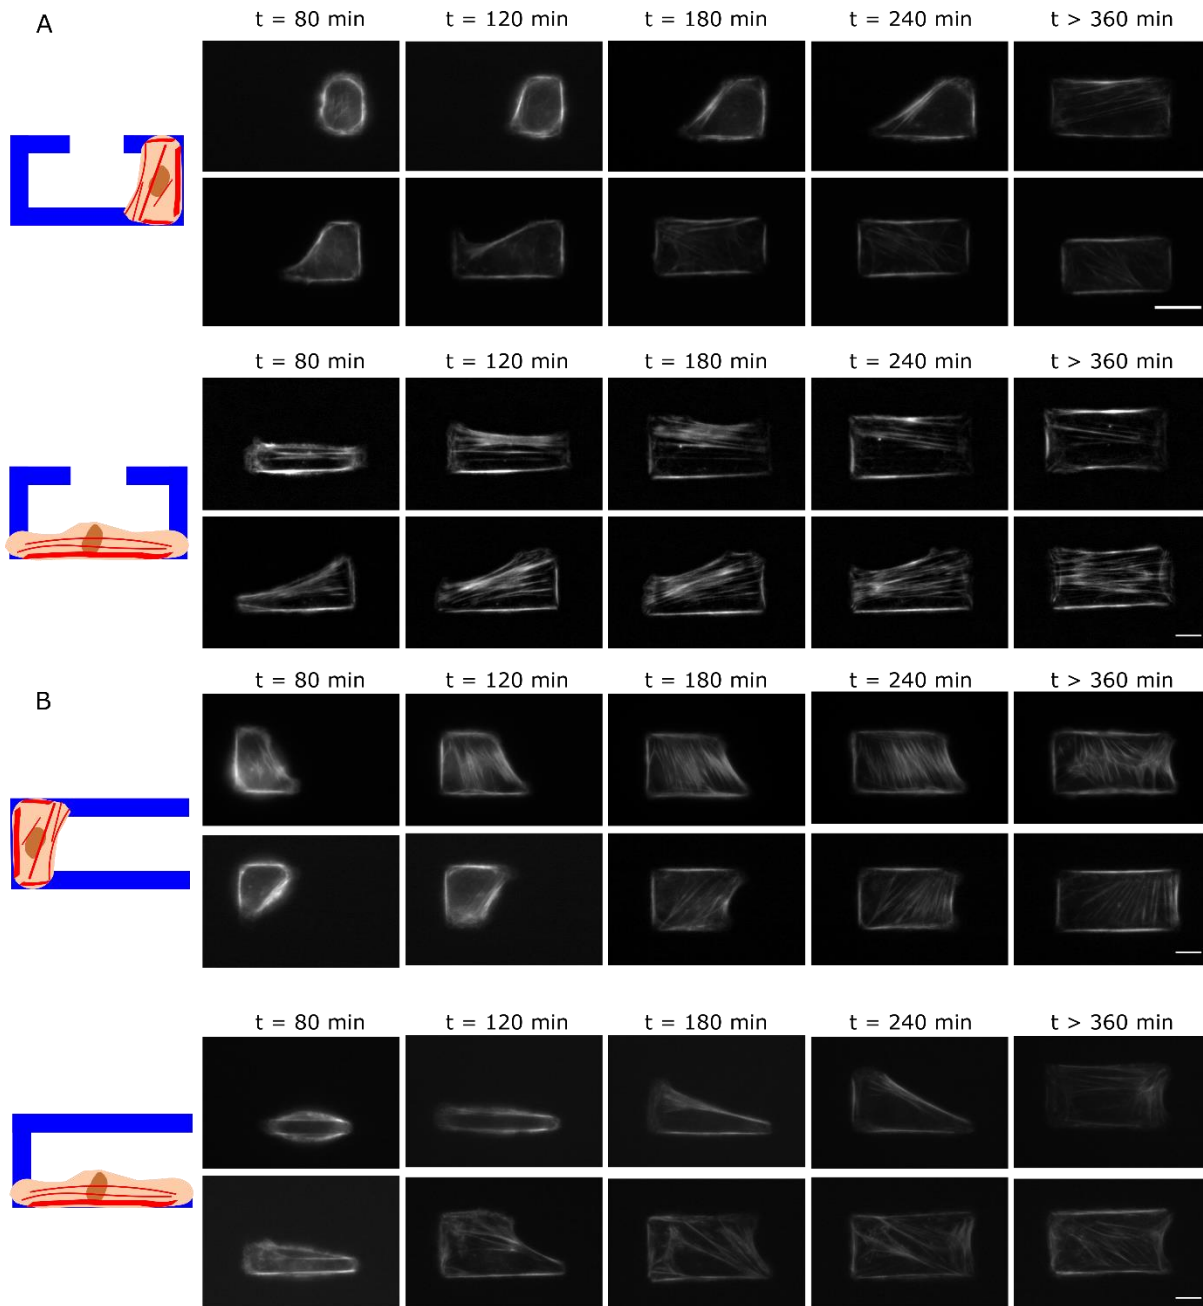 A
t = 80 min t = 120 min t = 180 min t = 240 min t > 360 min
t = 80 min t = 120 min t = 180 min t = 240 min t > 360 min
B
t = 80 min t = 120 min t = 180 min t = 240 min t > 360 min
t = 80 min t = 120 min t = 180 min t = 240 min t > 360 min